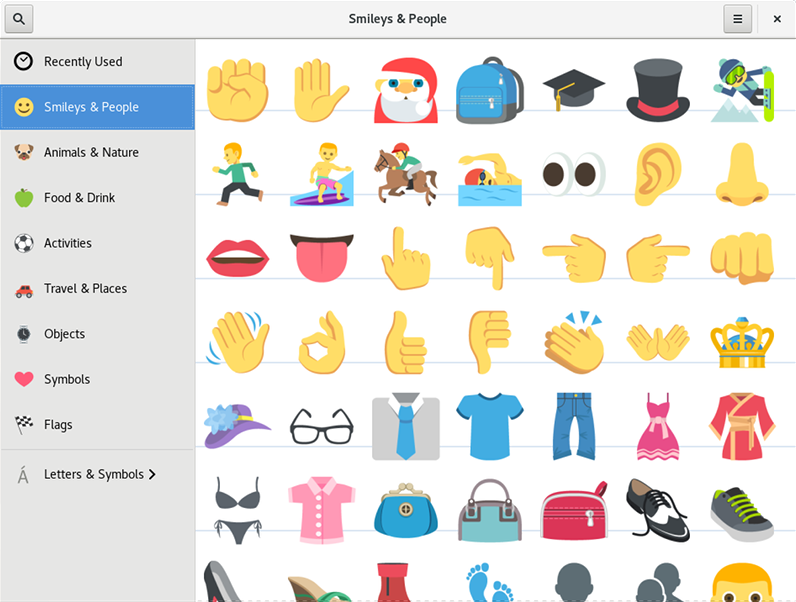 Smileys & People
Recently Used
Smileys & People
Animals & Nature
Food & Drink
Activities
Travel & Places
Objects
Symbols
Flags
Á Letters & Symbols